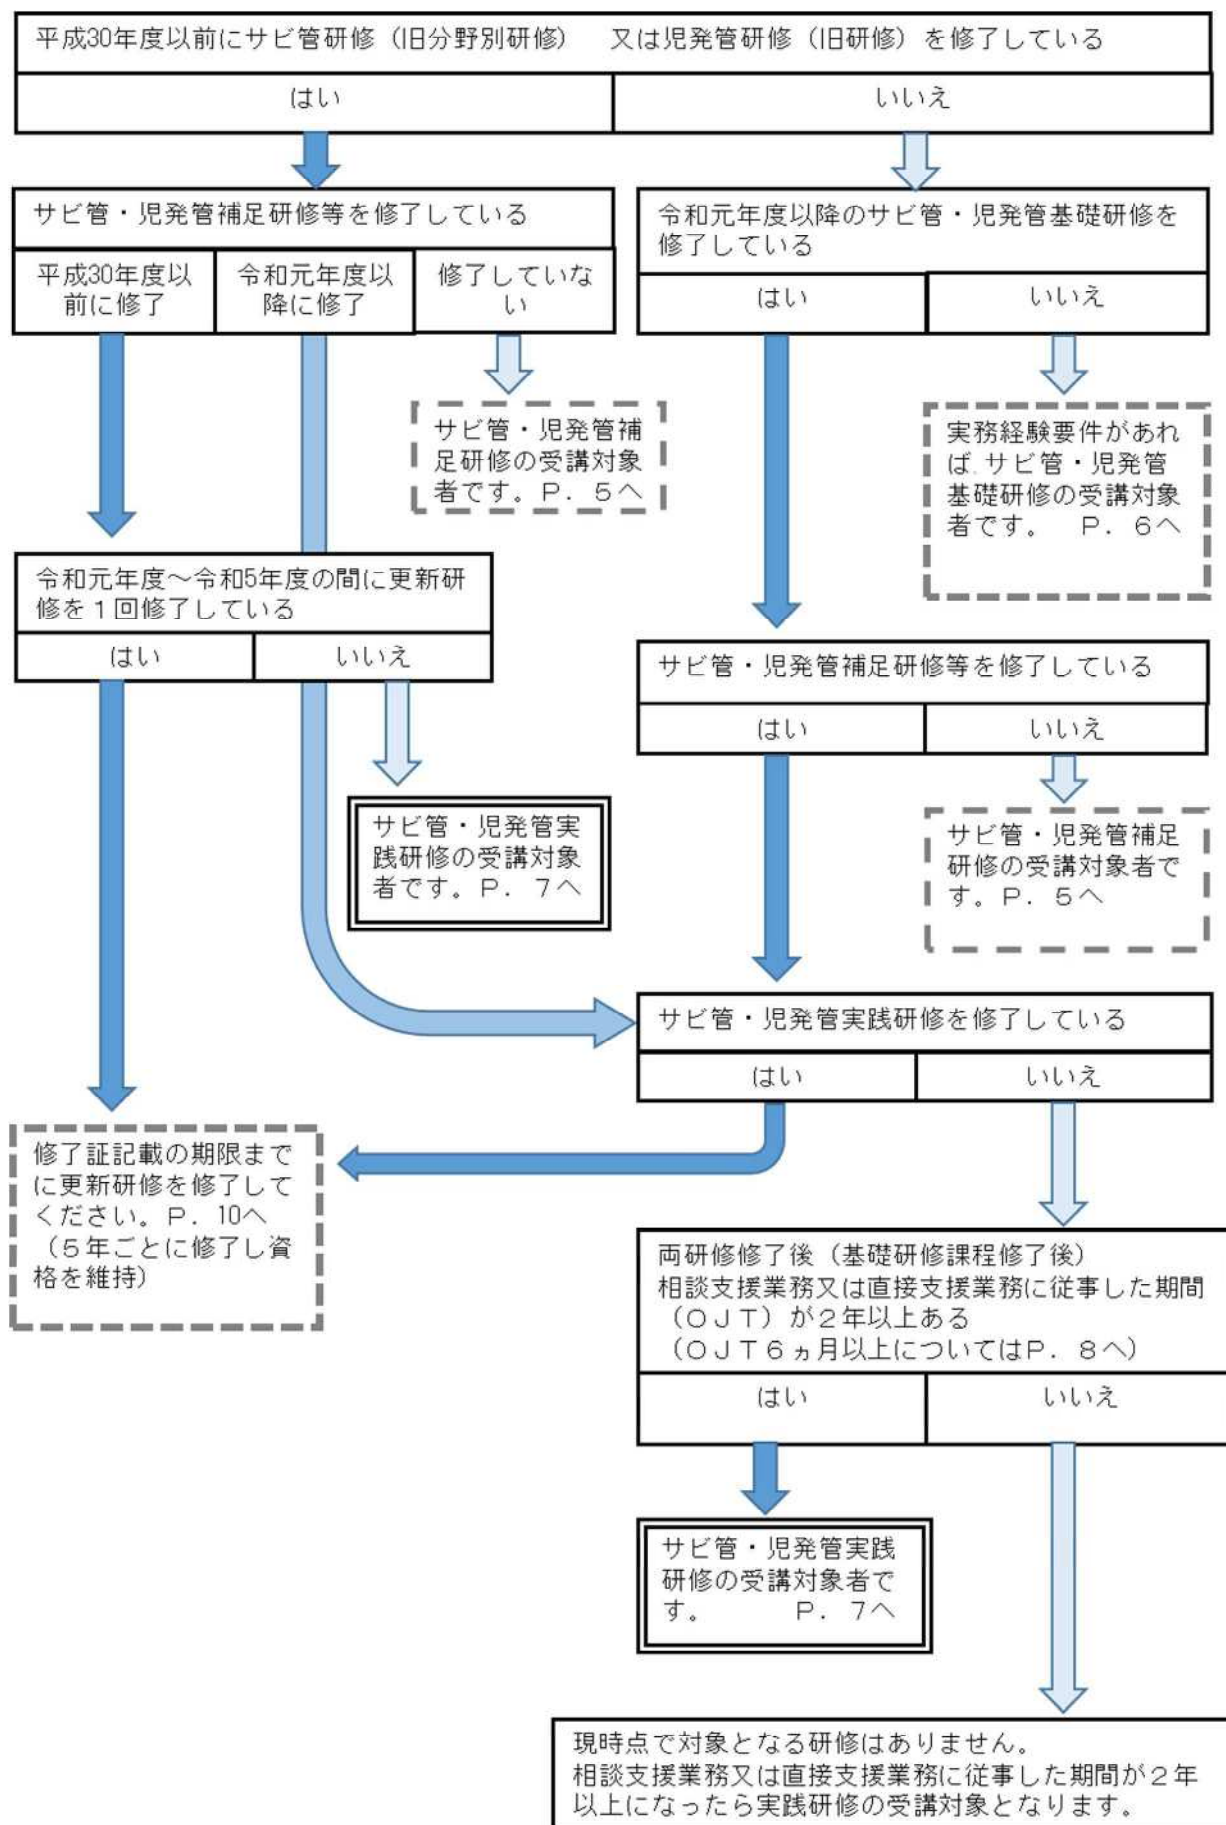 平成30年度以前にサビ管研修（旧分野別研修）　又は児発管研修（旧研修）を修了している
はい
いいえ
サビ管・児発管補足研修等を修了している
平成30年度以
前に修了
令和元年度以
降に修了
修了していな
い
サビ管・児発管補
足研修の受講対象
者です。Ｐ．５へ
令和元年度以降のサビ管・児発管基礎研修を
修了している
はい
いいえ
実務経験要件があれ
ば、サビ管・児発管
基礎研修の受講対象
者です。　Ｐ．６へ
令和元年度～令和5年度の間に更新研
修を１回修了している
はい
いいえ
サビ管・児発管実
践研修の受講対象
者です。Ｐ．７へ
サビ管・児発管補足研修等を修了している
はい
いいえ
サビ管・児発管補足
研修の受講対象者で
す。Ｐ．５へ
サビ管・児発管実践研修を修了している
はい
いいえ
修了証記載の期限まで
に更新研修を修了して
ください。Ｐ．10へ
（５年ごとに修了し資
格を維持）
両研修修了後（基礎研修課程修了後）
相談支援業務又は直接支援業務に従事した期間
（ＯＪＴ）が２年以上ある
（ＯＪＴ６ヵ月以上についてはＰ．８へ）
はい
いいえ
サビ管・児発管実践
研修の受講対象者で
す。　　　Ｐ．７へ
現時点で対象となる研修はありません。
相談支援業務又は直接支援業務に従事した期間が２年
以上になったら実践研修の受講対象となります。